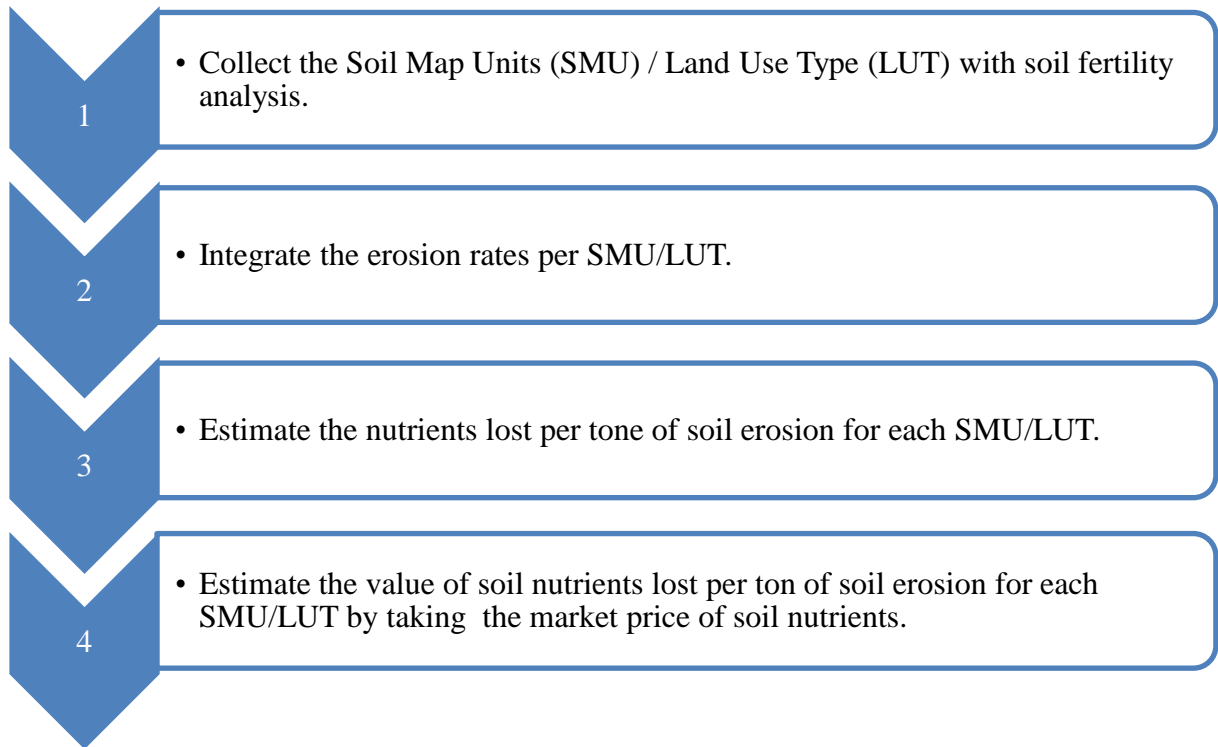 1
• Collect the Soil Map Units (SMU) / Land Use Type (LUT) with soil fertility
analysis.
2
• Integrate the erosion rates per SMU/LUT.
3
• Estimate the nutrients lost per tone of soil erosion for each SMU/LUT.
4
• Estimate the value of soil nutrients lost per ton of soil erosion for each
SMU/LUT by taking  the market price of soil nutrients.